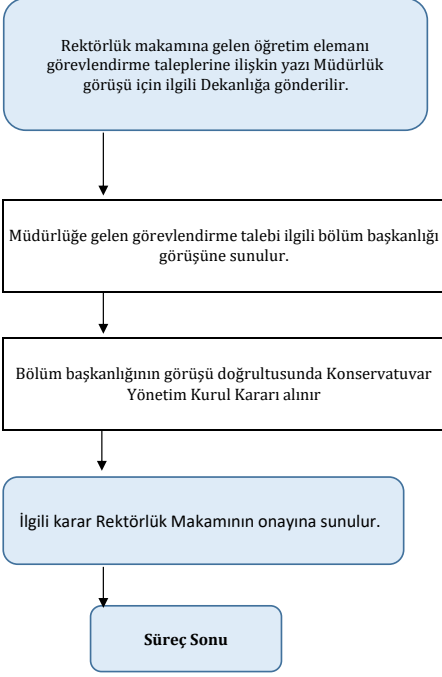 Rektörlük makamına gelen öğretim elemanı
görevlendirme taleplerine ilişkin yazı Müdürlük
görüşü için ilgili Dekanlığa gönderilir.
Müdürlüğe gelen görevlendirme talebi ilgili bölüm başkanlığı
görüşüne sunulur.
Bölüm başkanlığının görüşü doğrultusunda Konservatuvar
Yönetim Kurul Kararı alınır
İlgili karar Rektörlük Makamının onayına sunulur.
Süreç Sonu